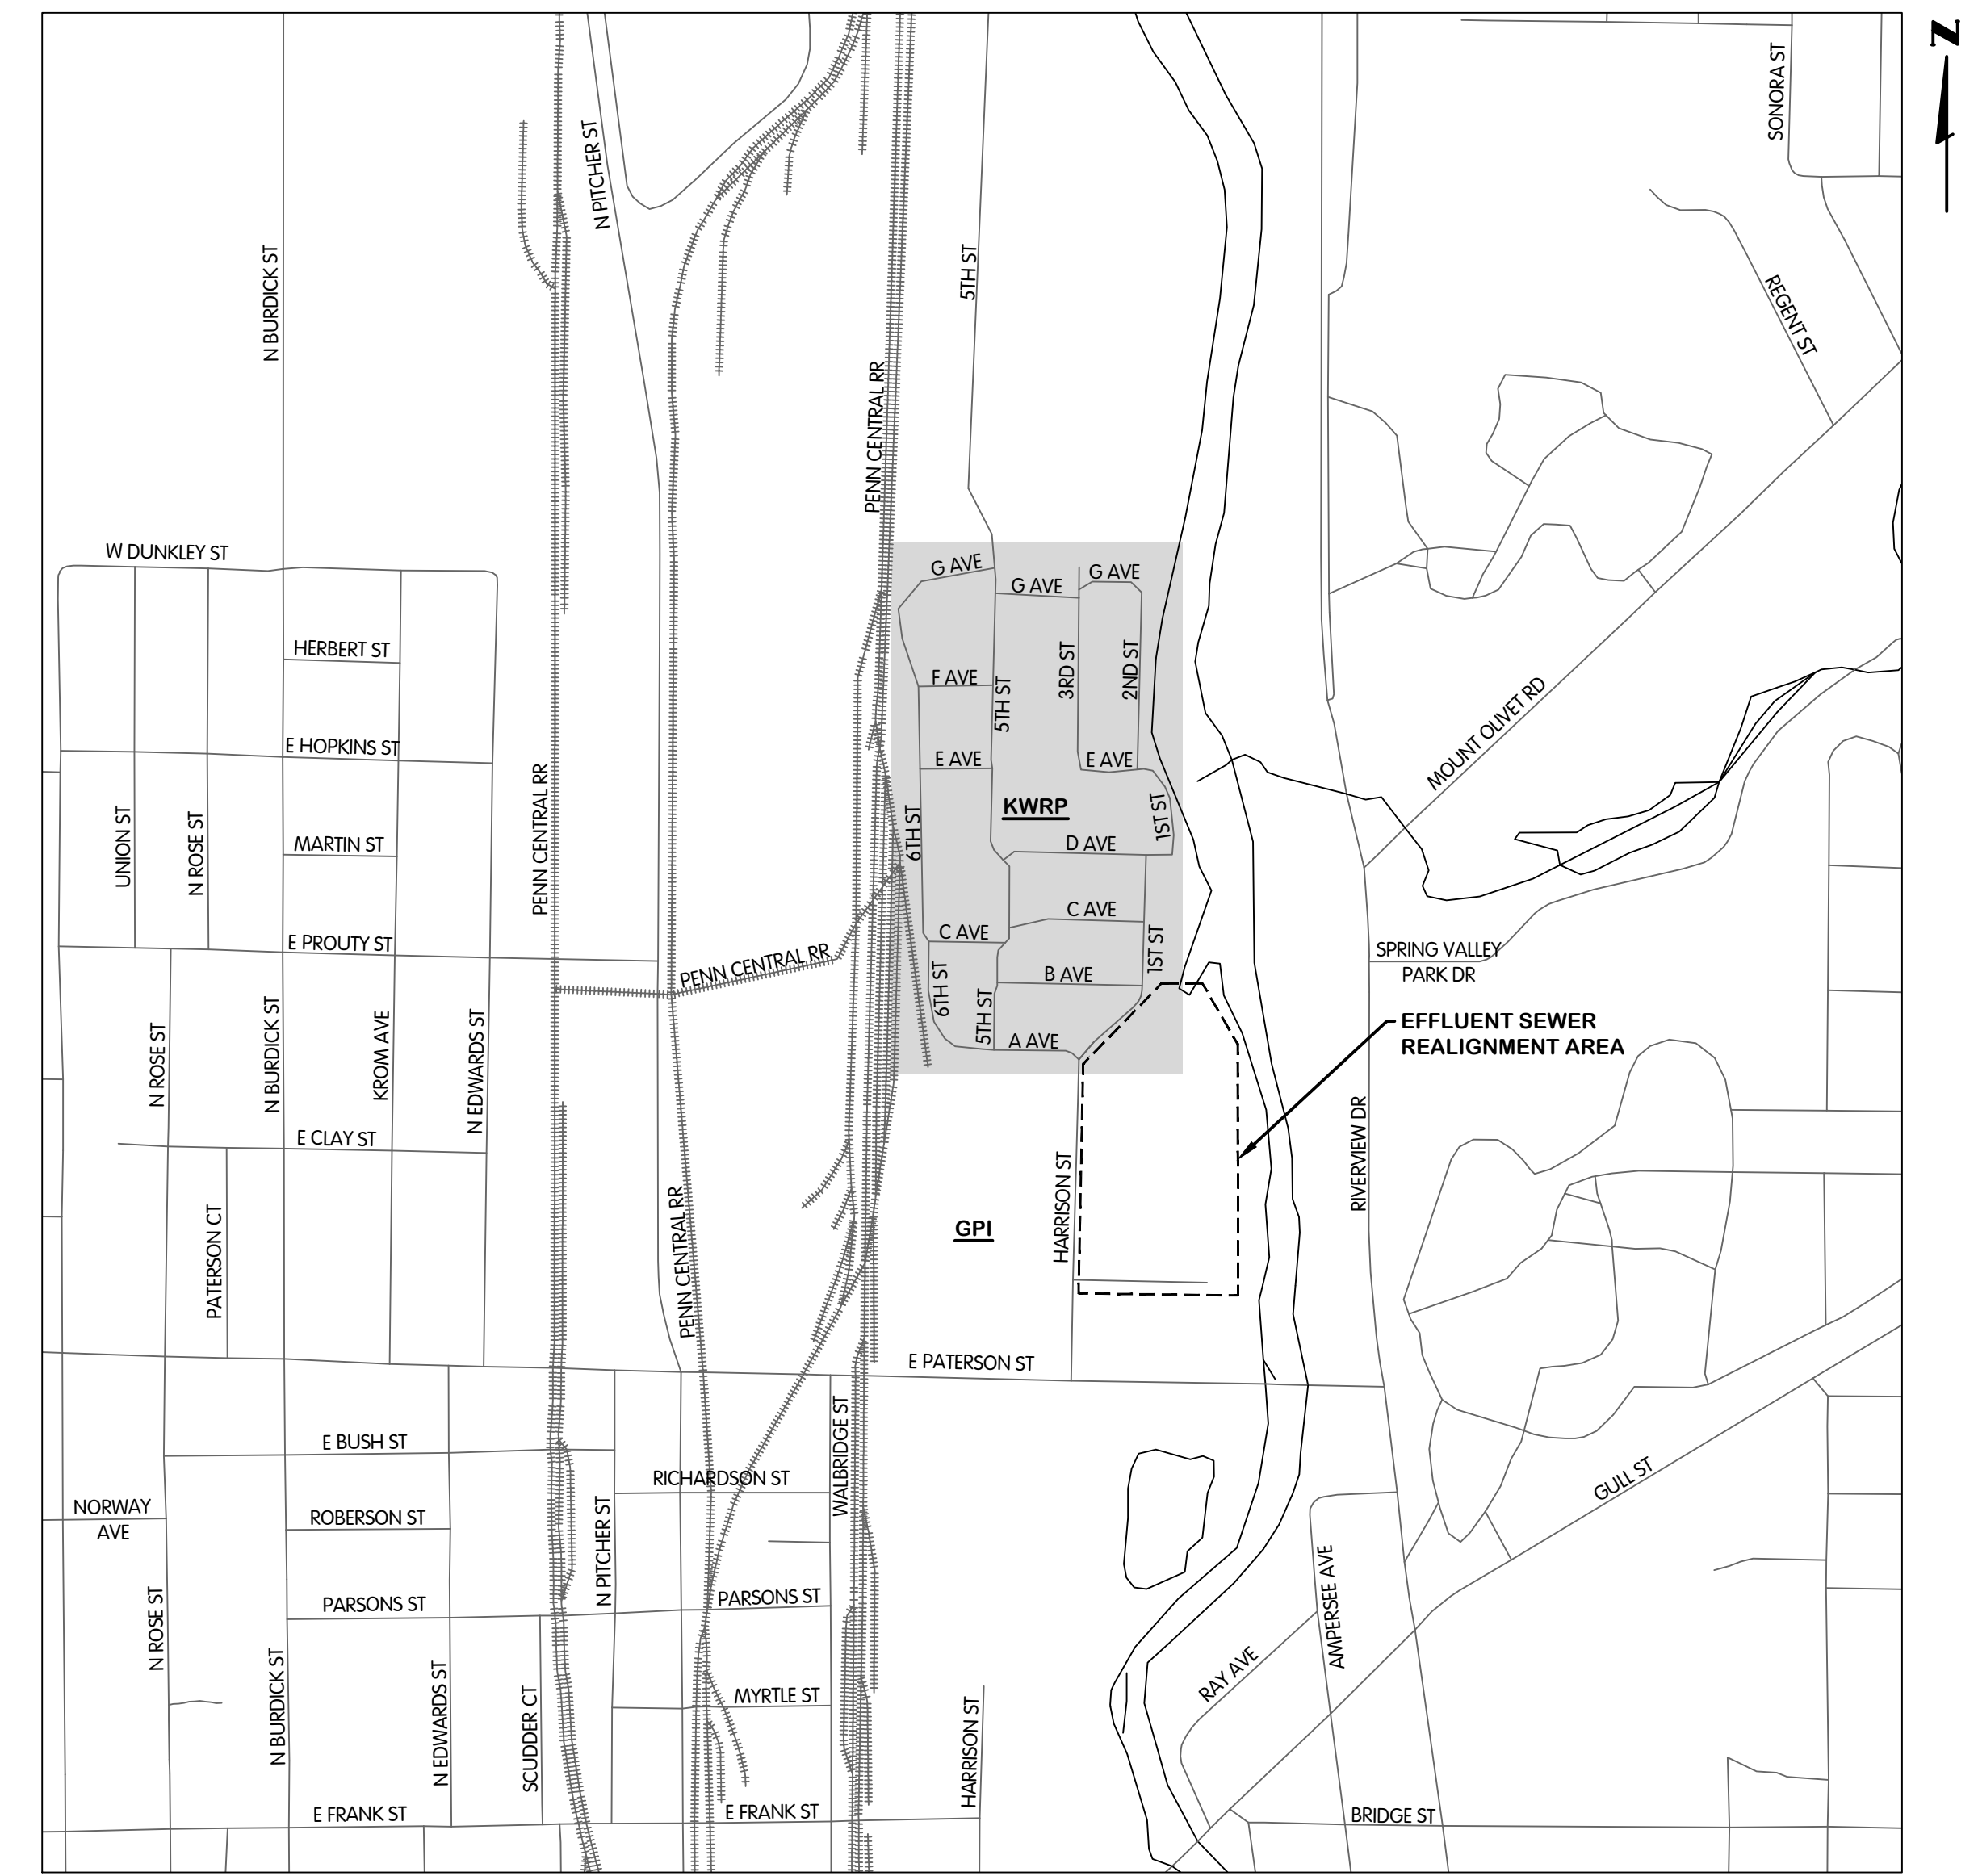 N
SONORA ST
N PITCHER ST
N BURDICK ST
5TH ST
REGENT ST
PENN CENTRAL RR
W DUNKLEY ST
G AVE
G AVE
G AVE
HERBERT ST
F AVE
5TH ST
3RD ST
2ND ST
MOUNT OLIVET RD
E HOPKINS ST
E AVE
E AVE
KWRP
UNION ST
N ROSE ST
MARTIN ST
PENN CENTRAL RR
6TH ST
1ST ST
D AVE
C AVE
C AVE
E PROUTY ST
PENN CENTRAL RR
1ST ST
SPRING VALLEY
PARK DR
B AVE
6TH ST
5TH ST
A AVE
EFFLUENT SEWER
REALIGNMENT AREA
N ROSE ST
N BURDICK ST
KROM AVE
N EDWARDS ST
E CLAY ST
RIVERVIEW DR
HARRISON ST
PATERSON CT
PENN CENTRAL RR
GPI
E PATERSON ST
E BUSH ST
WALBRIDGE ST
RICHARDSON ST
GULL ST
NORWAY
AVE
ROBERSON ST
N PITCHER ST
PARSONS ST
PARSONS ST
AMPERSEE AVE
N ROSE ST
RAY AVE
N BURDICK ST
N EDWARDS ST
SCUDDER CT
MYRTLE ST
HARRISON ST
E FRANK ST
E FRANK ST
BRIDGE ST